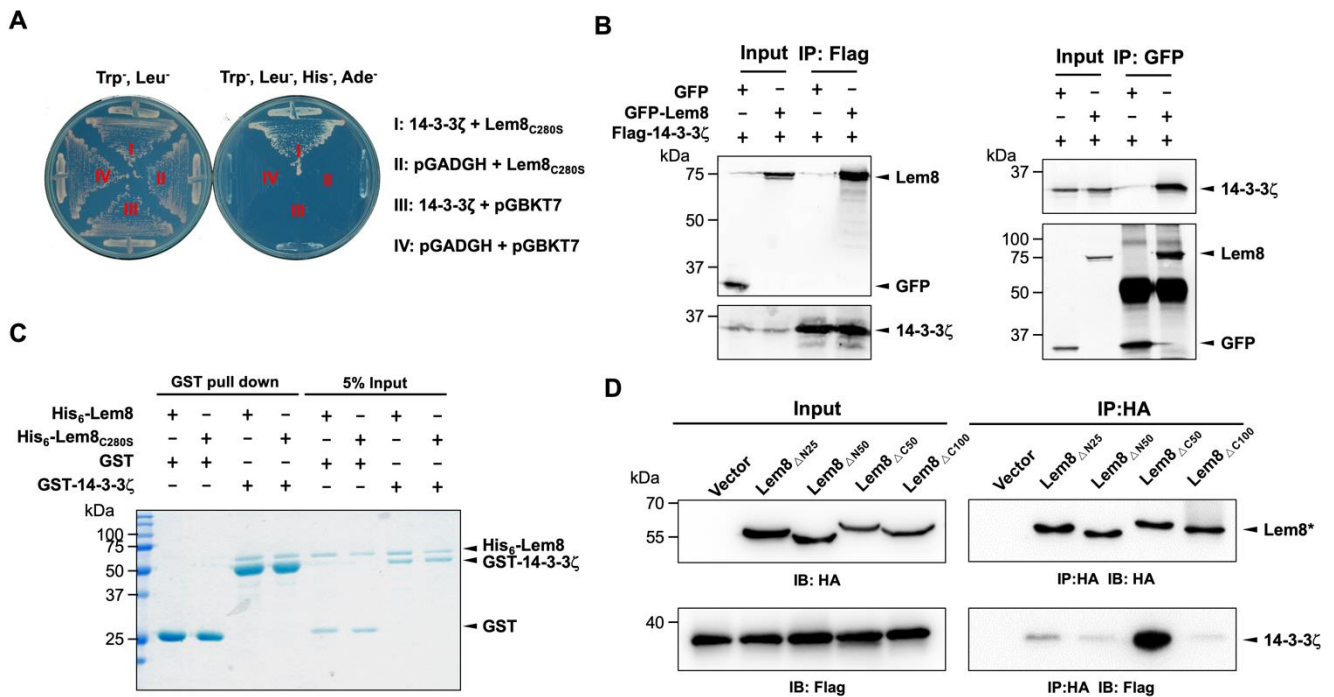 A
Trp⁻, Leu⁻
Trp⁻, Leu⁻, His⁻, Ade⁻
I
II
III
IV
I
II
III
IV
I: 14-3-3ζ + Lem8C280S
II: pGADGH + Lem8C280S
III: 14-3-3ζ + pGBKT7
IV: pGADGH + pGBKT7
B
Input IP: Flag
GFP + − + −
GFP-Lem8 − + − +
Flag-14-3-3ζ + + + +
kDa
75
50
37
37
Lem8
GFP
14-3-3ζ
Input IP: GFP
+ − + −
− + − +
+ + + +
kDa
37
100
75
50
37
14-3-3ζ
Lem8
GFP
C
GST pull down 5% Input
His₆-Lem8 + − + − + − + −
His₆-Lem8C280S − + − + − + − +
GST + + − − + + − −
GST-14-3-3ζ − − + + − − + +
kDa
100
75
50
37
25
His₆-Lem8
GST-14-3-3ζ
GST
D
Input IP:HA
Vector Lem8△N25 Lem8△N50 Lem8△C50 Lem8△C100 Vector Lem8△N25 Lem8△N50 Lem8△C50 Lem8△C100
kDa
70
55
Lem8*
IB: HA IP:HA IB: HA
40
14-3-3ζ
IB: Flag IP:HA IB: Flag